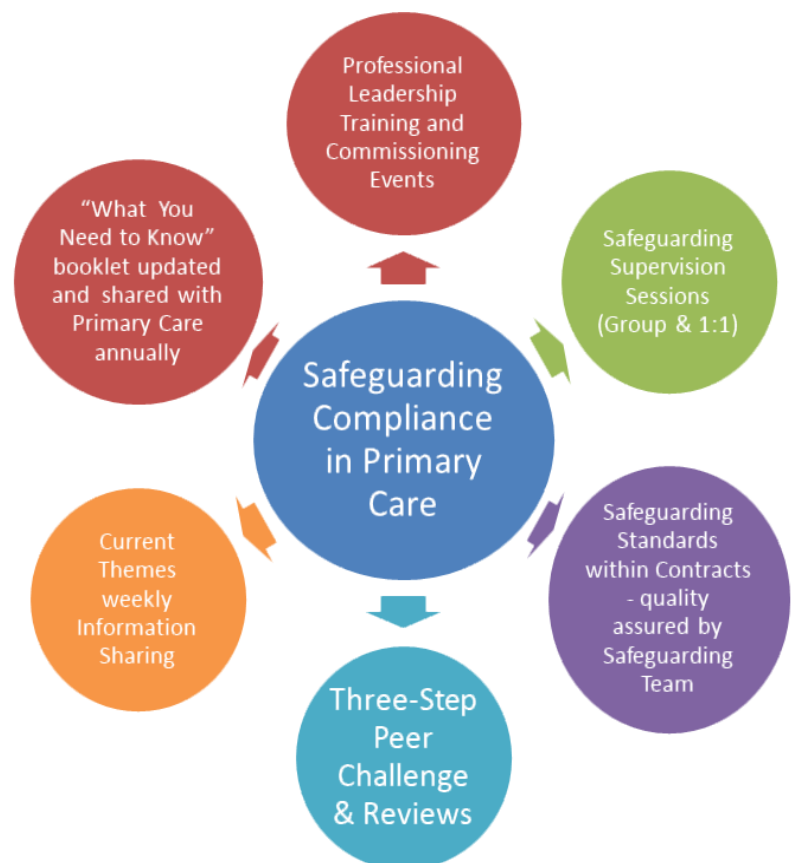 Professional
Leadership
Training and
Commissioning
Events
“What You
Need to Know”
booklet updated
and shared with
Primary Care
annually
Safeguarding
Supervision
Sessions
(Group & 1:1)
Safeguarding
Compliance
in Primary
Care
Current
Themes
weekly
Information
Sharing
Safeguarding
Standards
within Contracts
- quality
assured by
Safeguarding
Team
Three-Step
Peer
Challenge
& Reviews